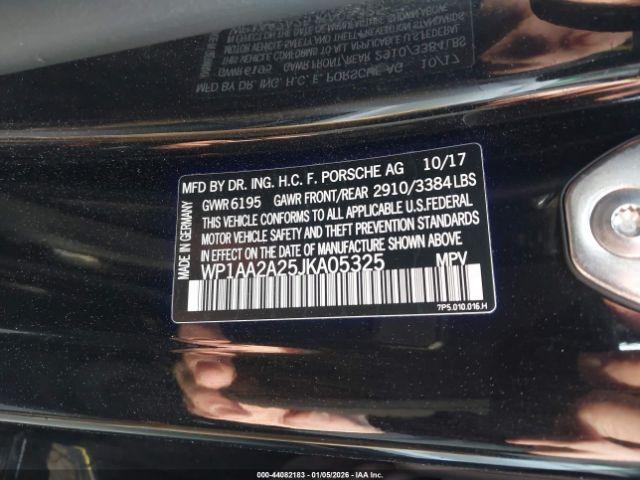 MFD BY DR. ING. H.C. F. PORSCHE AG 10/17
GVWR 6195 GAWR FRONT/REAR 2910/3384 LBS
THIS VEHICLE CONFORMS TO ALL APPLICABLE U.S.FEDERAL
MOTOR VEHICLE SAFETY AND THEFT PREVENTION STANDARDS
IN EFFECT ON THE DATE OF MANUFACTURE SHOWN ABOVE
WP1AA2A25JKA05325 MPV
MADE IN GERMANY
7P5.010.016.H
000-44082183 - 01/05/2026 - IAA, Inc.